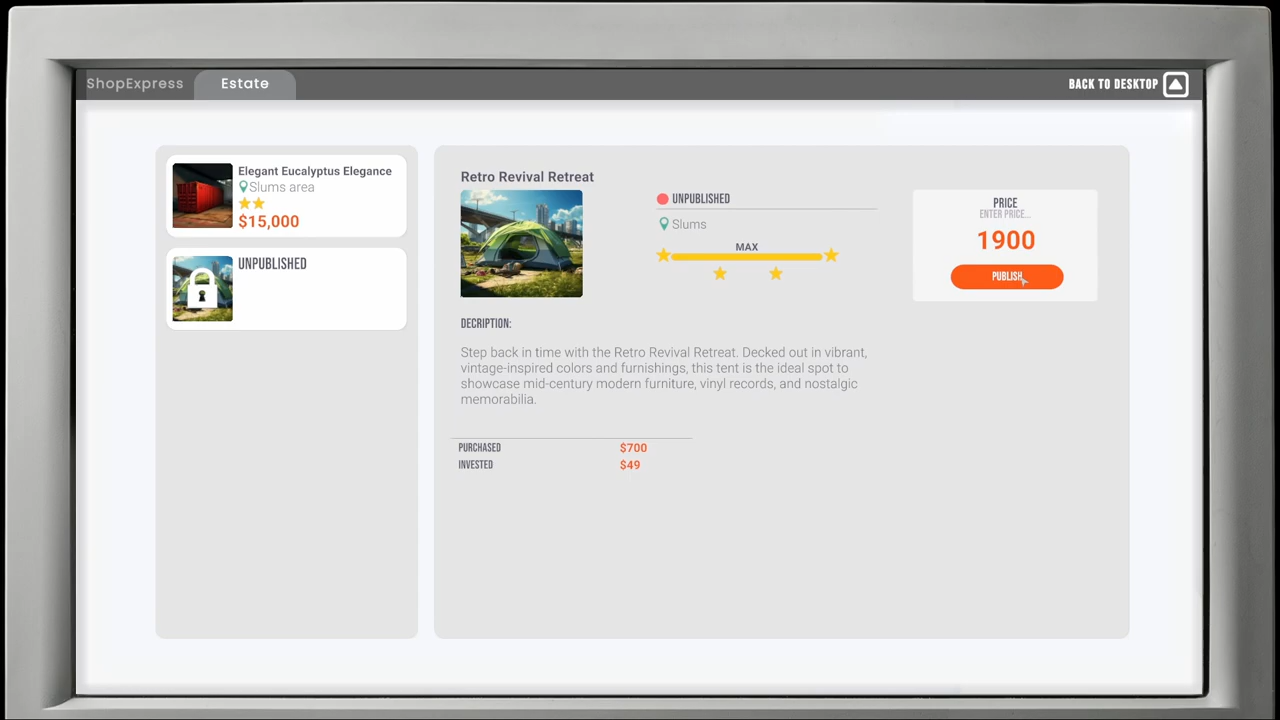 ShopExpress
Estate
BACK TO DESKTOP
Elegant Eucalyptus Elegance
Slums area
$15,000
UNPUBLISHED
Retro Revival Retreat
UNPUBLISHED
Slums
MAX
PRICE
ENTER PRICE...
1900
PUBLISH
DECRIPTION:
Step back in time with the Retro Revival Retreat. Decked out in vibrant,
vintage-inspired colors and furnishings, this tent is the ideal spot to
showcase mid-century modern furniture, vinyl records, and nostalgic
memorabilia.
PURCHASED $700
INVESTED $49